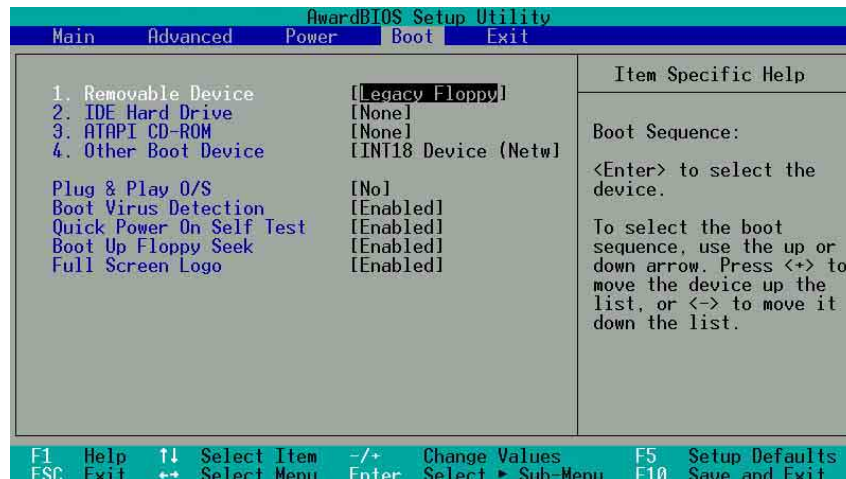 AwardBIOS Setup Utility
Main Advanced Power Boot Exit
1. Removable Device [Legacy Floppy]
2. IDE Hard Drive [None]
3. ATAPI CD-ROM [None]
4. Other Boot Device [INT18 Device (Netw]
Plug & Play O/S [No]
Boot Virus Detection [Enabled]
Quick Power On Self Test [Enabled]
Boot Up Floppy Seek [Enabled]
Full Screen Logo [Enabled]
Item Specific Help
Boot Sequence:
<Enter> to select the
device.
To select the boot
sequence, use the up or
down arrow. Press <+> to
move the device up the
list, or <-> to move it
down the list.
F1 Help ↑↓ Select Item -/+ Change Values F5 Setup Defaults
ESC Exit ←→ Select Menu Enter Select ► Sub-Menu F10 Save and Exit